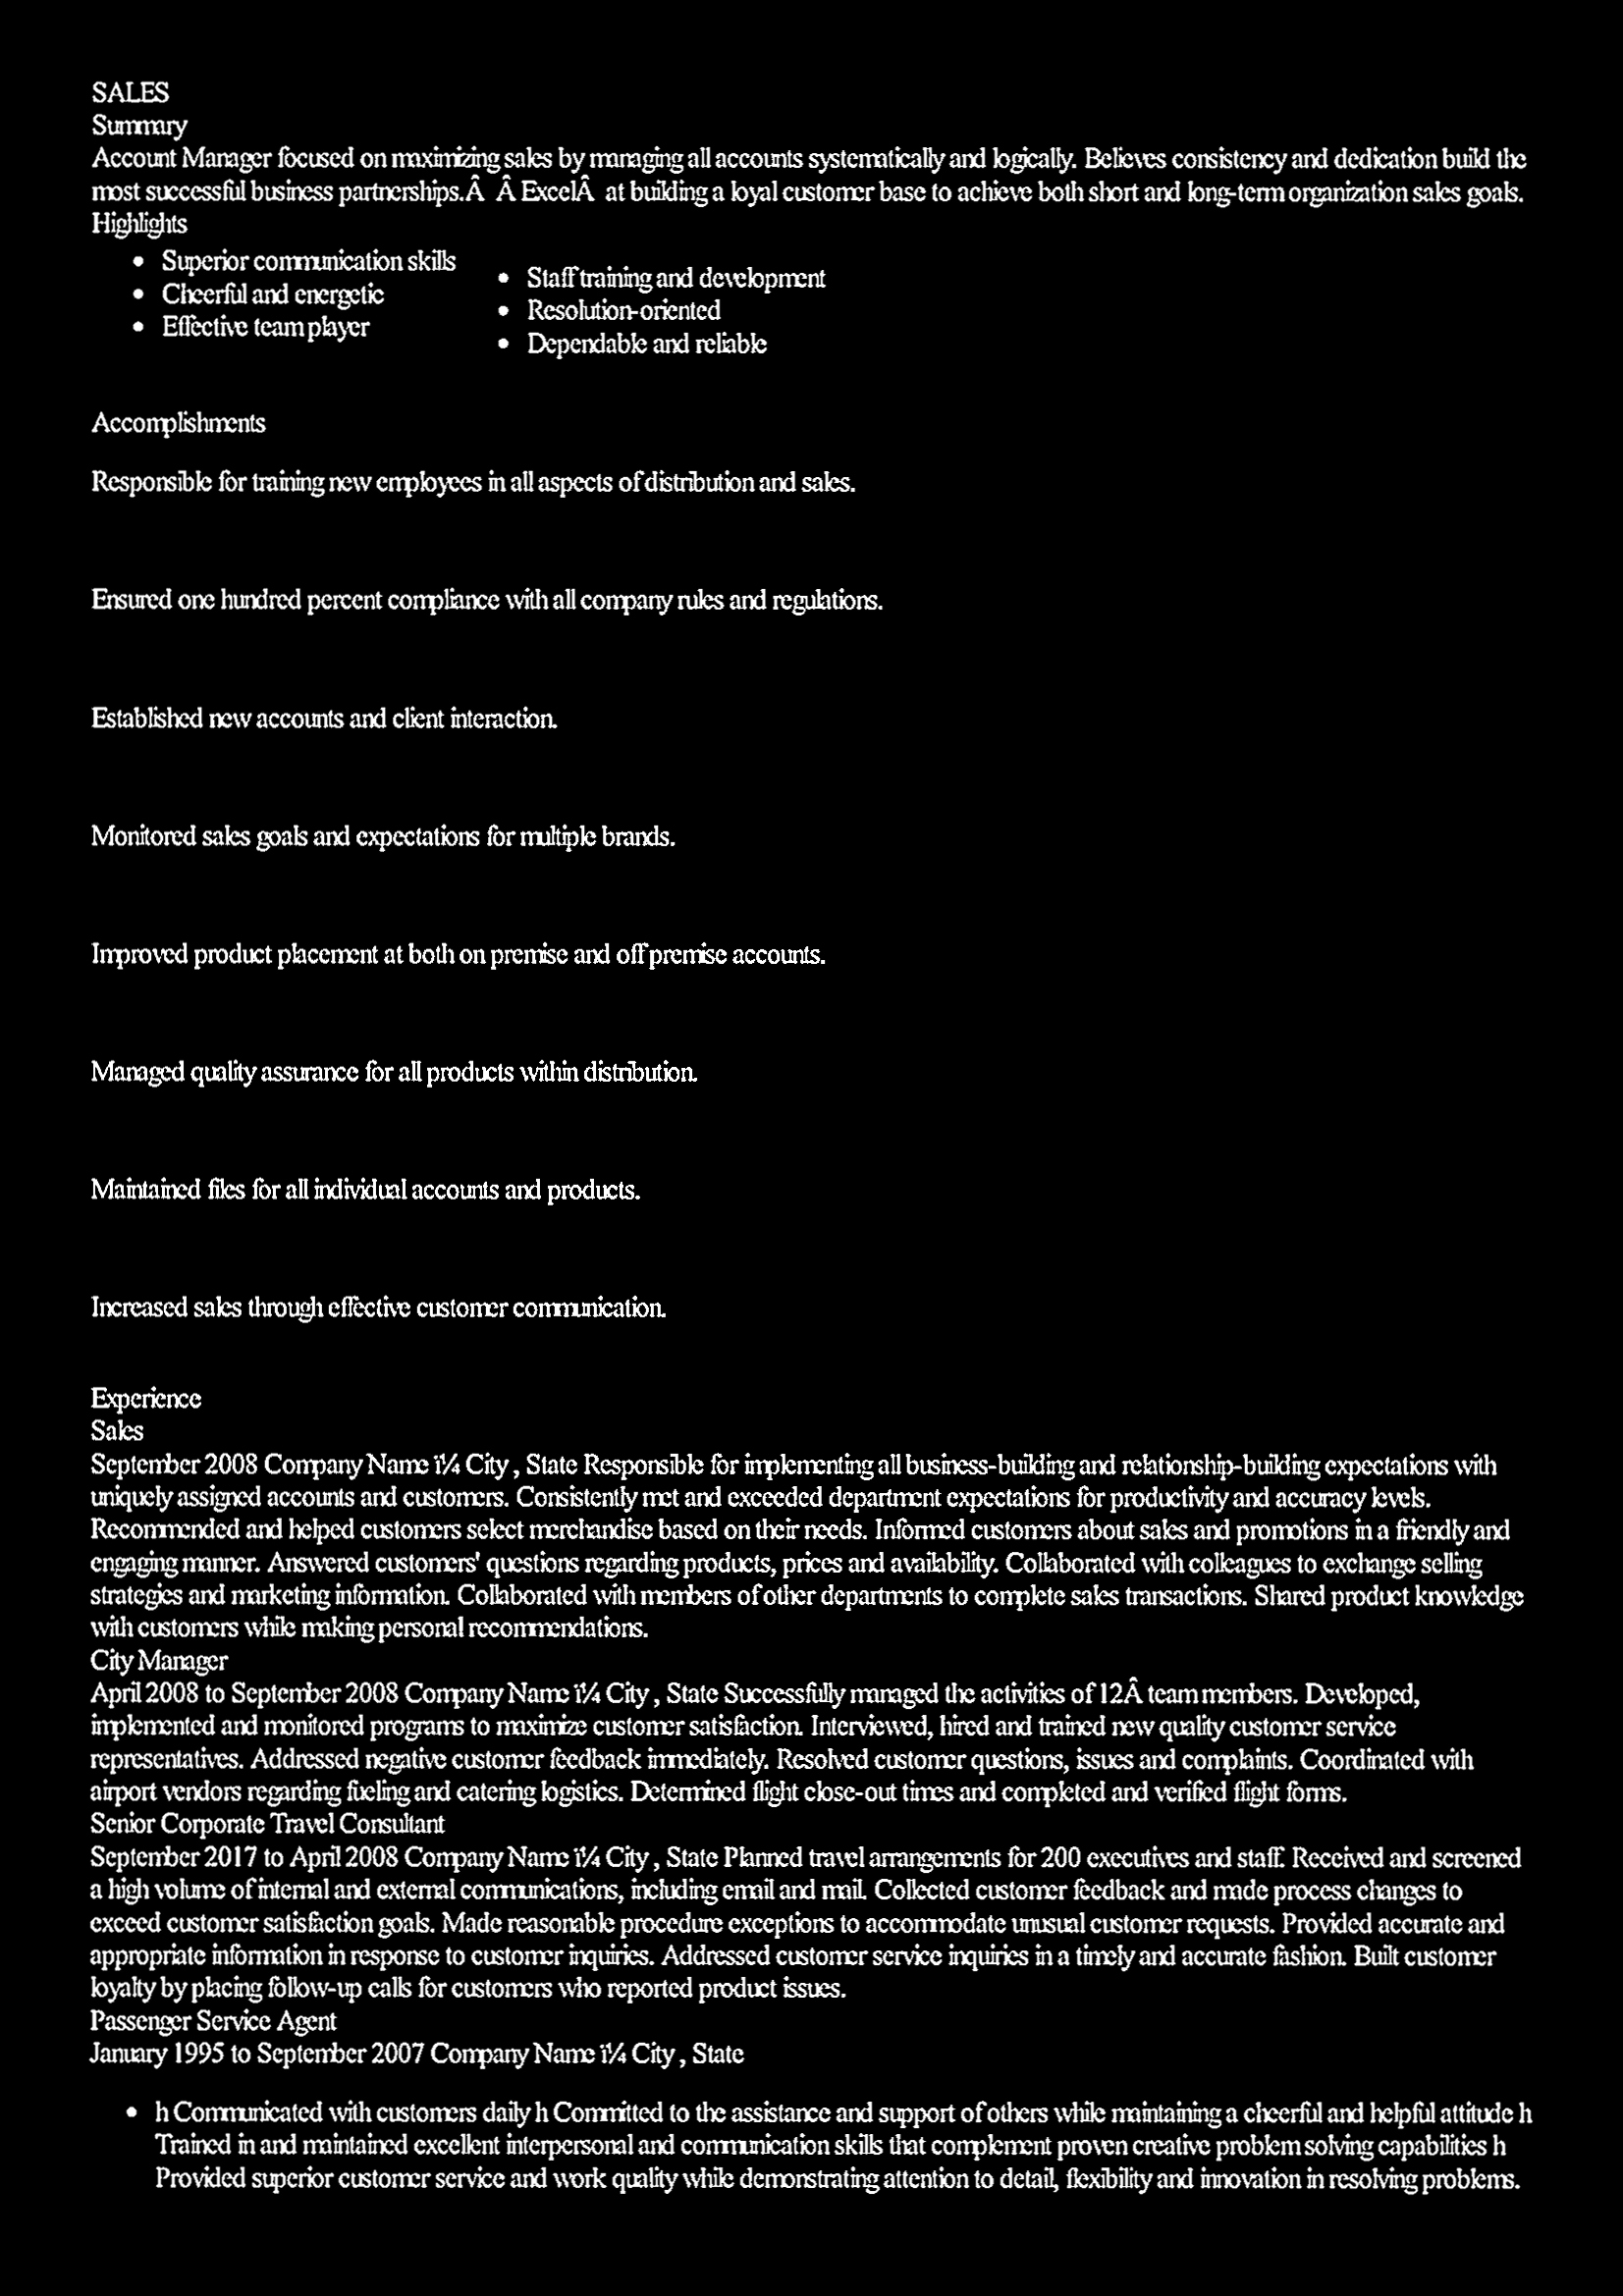 SALES
Summary
Account Manager focused on maximizing sales by managing all accounts systematically and logically. Believes consistency and dedication build the
most successful business partnerships.Â  Â ExcelÂ  at building a loyal customer base to achieve both short and long-term organization sales goals.
Highlights
• Superior communication skills
• Cheerful and energetic
• Effective team player
• Staff training and development
• Resolution-oriented
• Dependable and reliable
Accomplishments
Responsible for training new employees in all aspects of distribution and sales.
Ensured one hundred percent compliance with all company rules and regulations.
Established new accounts and client interaction.
Monitored sales goals and expectations for multiple brands.
Improved product placement at both on premise and off premise accounts.
Managed quality assurance for all products within distribution.
Maintained files for all individual accounts and products.
Increased sales through effective customer communication.
Experience
Sales
September 2008 Company Name ï¼ City , State Responsible for implementing all business-building and relationship-building expectations with
uniquely assigned accounts and customers. Consistently met and exceeded department expectations for productivity and accuracy levels.
Recommended and helped customers select merchandise based on their needs. Informed customers about sales and promotions in a friendly and
engaging manner. Answered customers' questions regarding products, prices and availability. Collaborated with colleagues to exchange selling
strategies and marketing information. Collaborated with members of other departments to complete sales transactions. Shared product knowledge
with customers while making personal recommendations.
City Manager
April 2008 to September 2008 Company Name ï¼ City , State Successfully managed the activities of 12Â team members. Developed,
implemented and monitored programs to maximize customer satisfaction. Interviewed, hired and trained new quality customer service
representatives. Addressed negative customer feedback immediately. Resolved customer questions, issues and complaints. Coordinated with
airport vendors regarding fueling and catering logistics. Determined flight close-out times and completed and verified flight forms.
Senior Corporate Travel Consultant
September 2017 to April 2008 Company Name ï¼ City , State Planned travel arrangements for 200 executives and staff. Received and screened
a high volume of internal and external communications, including email and mail. Collected customer feedback and made process changes to
exceed customer satisfaction goals. Made reasonable procedure exceptions to accommodate unusual customer requests. Provided accurate and
appropriate information in response to customer inquiries. Addressed customer service inquiries in a timely and accurate fashion. Built customer
loyalty by placing follow-up calls for customers who reported product issues.
Passenger Service Agent
January 1995 to September 2007 Company Name ï¼ City , State
• h Communicated with customers daily h Committed to the assistance and support of others while maintaining a cheerful and helpful attitude h
Trained in and maintained excellent interpersonal and communication skills that complement proven creative problem solving capabilities h
Provided superior customer service and work quality while demonstrating attention to detail, flexibility and innovation in resolving problems.